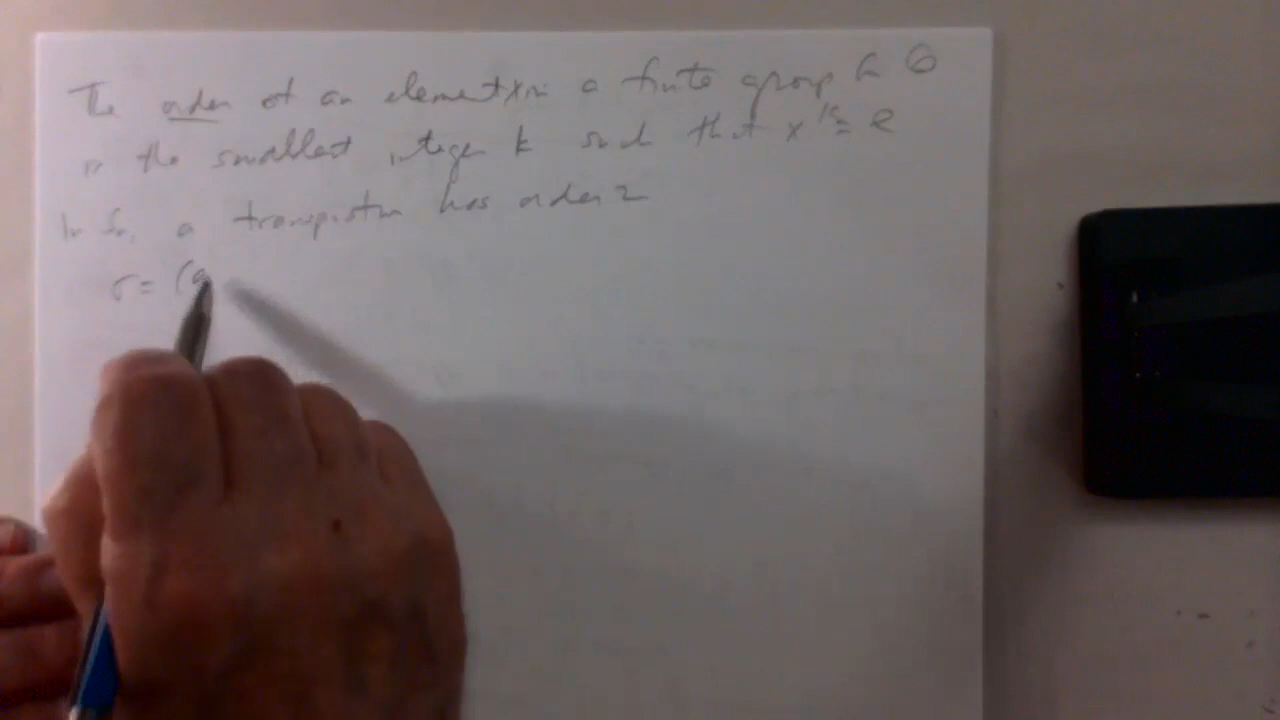 The order of an element x in a finite group G 6
is the smallest integer k such that x^k = e
In Sn, a transposition has order 2
σ = (a